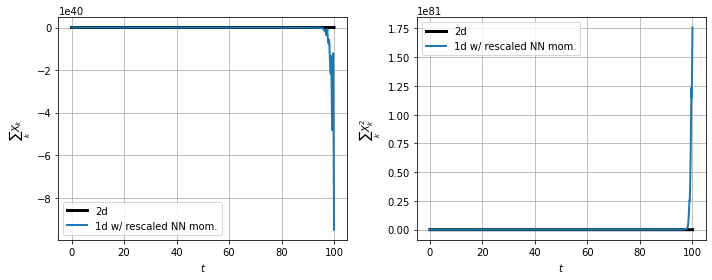 1e40
0
−2
−4
−6
−8
0 20 40 60 80 100
t
∑ₖ Xₖ
2d
1d w/ rescaled NN mom.
1e81
1.75
1.50
1.25
1.00
0.75
0.50
0.25
0.00
0 20 40 60 80 100
t
∑ₖ Xₖ²
2d
1d w/ rescaled NN mom.